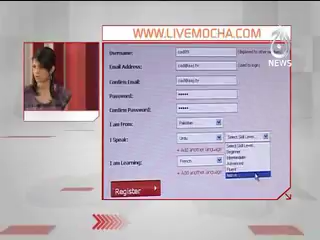 WWW.LIVEMOCHA.COM
NEWS
Username:
Email Address:
Confirm Email:
Password:
Confirm Password:
I am From: Pakistan
I Speak: Urdu Select Skill Level...
+ Add another language
Select Skill Level...
Beginner
Intermediate
Advanced
Fluent
I am Learning: French
+ Add another language
Register